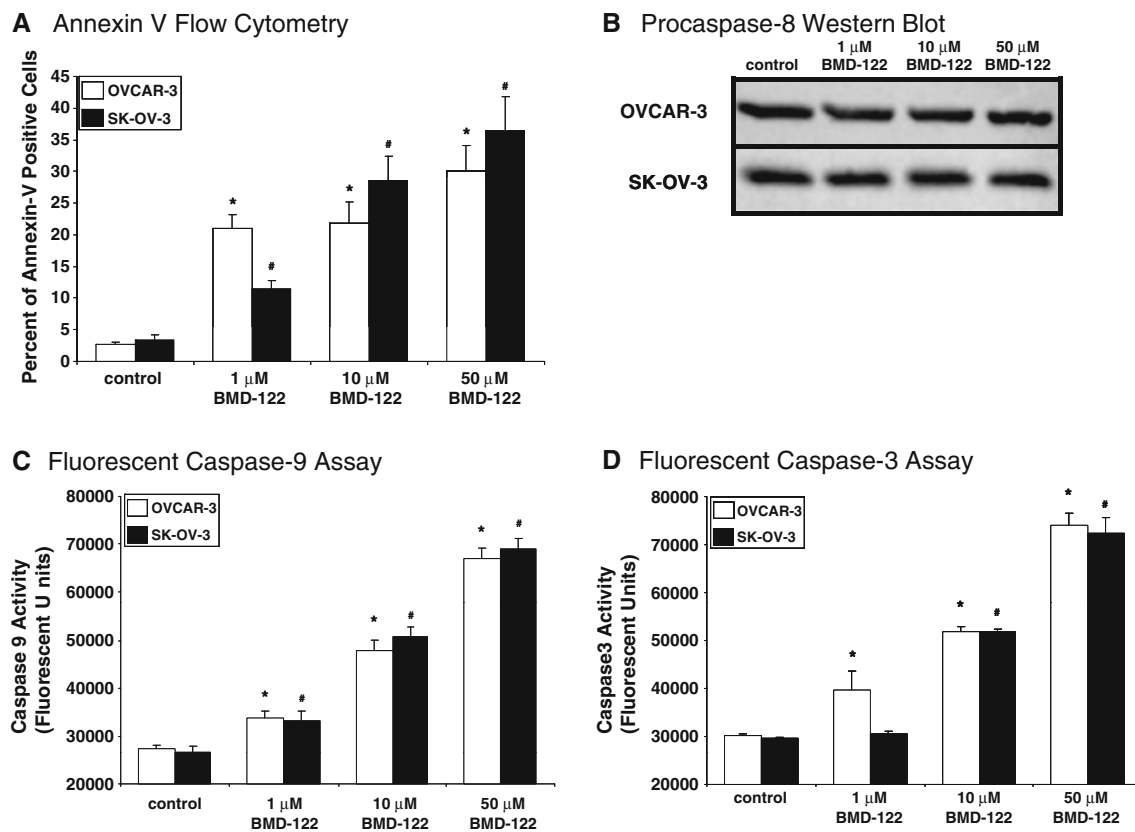 A Annexin V Flow Cytometry
Percent of Annexin-V Positive Cells
45
40
35
30
25
20
15
10
5
0
OVCAR-3
SK-OV-3
*
#
*
#
*
#
control
1 μM
BMD-122
10 μM
BMD-122
50 μM
BMD-122
B Procaspase-8 Western Blot
control
1 μM
BMD-122
10 μM
BMD-122
50 μM
BMD-122
OVCAR-3
SK-OV-3
C Fluorescent Caspase-9 Assay
Caspase 9 Activity
(Fluorescent U nits)
80000
70000
60000
50000
40000
30000
20000
OVCAR-3
SK-OV-3
*
#
*
#
*
#
control
1 μM
BMD-122
10 μM
BMD-122
50 μM
BMD-122
D Fluorescent Caspase-3 Assay
Caspase3 Activity
(Fluorescent Units)
80000
70000
60000
50000
40000
30000
20000
OVCAR-3
SK-OV-3
*
*
#
*
#
control
1 μM
BMD-122
10 μM
BMD-122
50 μM
BMD-122